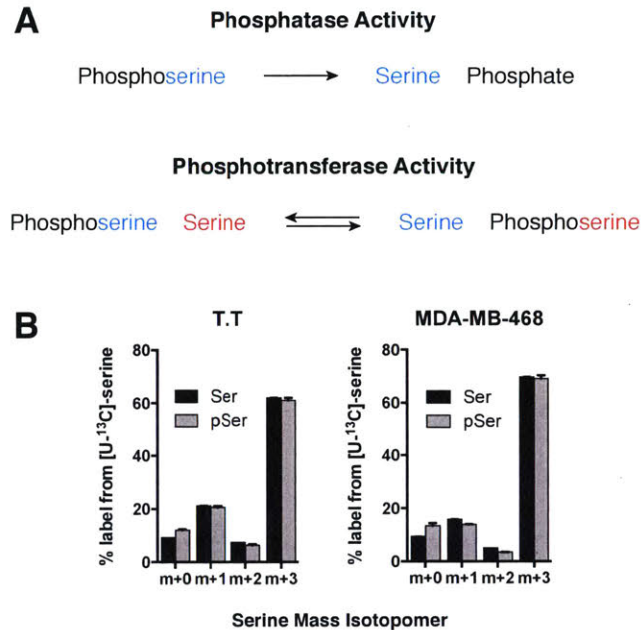 A
Phosphatase Activity
Phosphoserine Serine Phosphate
Phosphotransferase Activity
Phosphoserine Serine Serine Phosphoserine
B
T.T
% label from [U-¹³C]-serine
80
60
40
20
0
Ser
pSer
m+0 m+1 m+2 m+3
MDA-MB-468
% label from [U-¹³C]-serine
80
60
40
20
0
Ser
pSer
m+0 m+1 m+2 m+3
Serine Mass Isotopomer